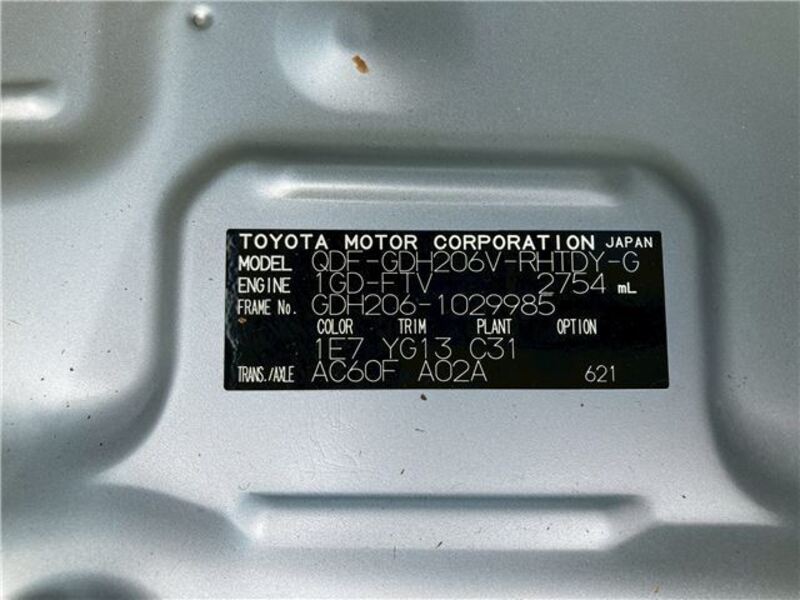 TOYOTA MOTOR CORPORATION JAPAN
MODEL QDF-GDH206V-RHTDY-G
ENGINE 1GD-FTV 2754 mL
FRAME No. GDH206-1029985
COLOR TRIM PLANT OPTION
1E7 YG13 C31
TRANS./AXLE AC60F A02A 621